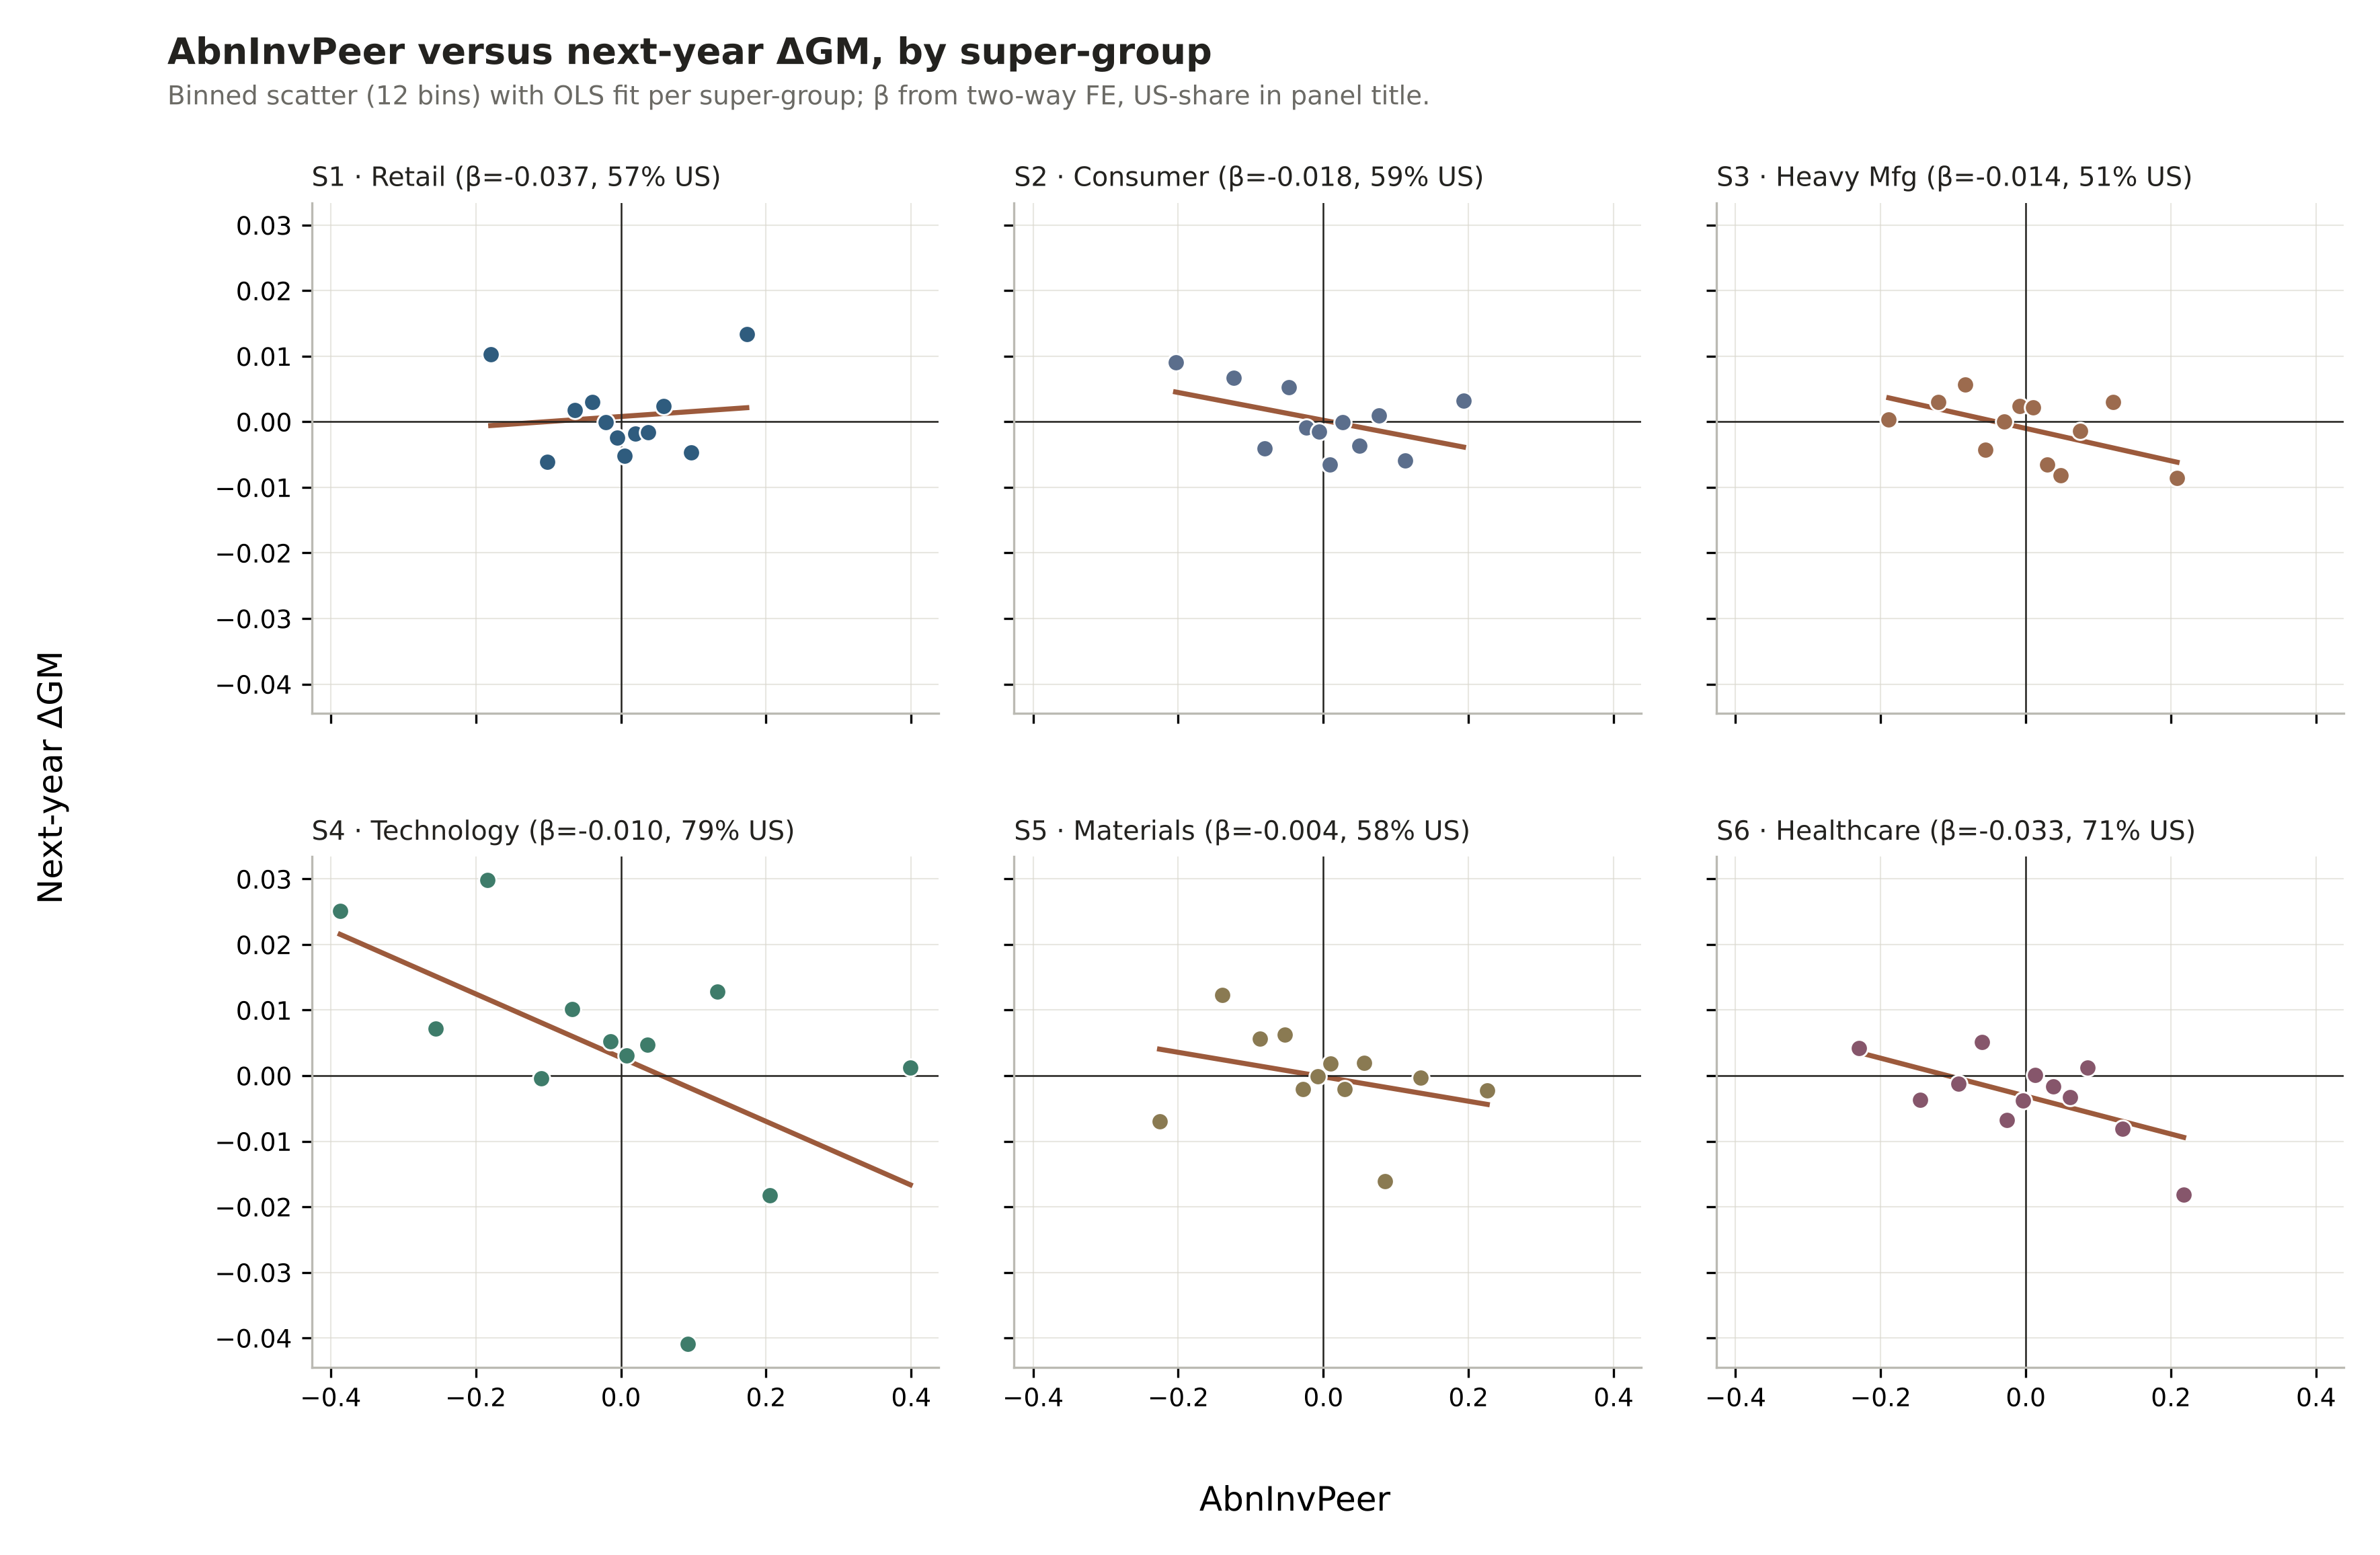 AbnInvPeer versus next-year ΔGM, by super-group
Binned scatter (12 bins) with OLS fit per super-group; β from two-way FE, US-share in panel title.
S1 · Retail (β=-0.037, 57% US)
S2 · Consumer (β=-0.018, 59% US)
S3 · Heavy Mfg (β=-0.014, 51% US)
0.03
0.02
0.01
0.00
−0.01
−0.02
−0.03
−0.04
Next-year ΔGM
S4 · Technology (β=-0.010, 79% US)
S5 · Materials (β=-0.004, 58% US)
S6 · Healthcare (β=-0.033, 71% US)
0.03
0.02
0.01
0.00
−0.01
−0.02
−0.03
−0.04
−0.4 −0.2 0.0 0.2 0.4
−0.4 −0.2 0.0 0.2 0.4
−0.4 −0.2 0.0 0.2 0.4
AbnInvPeer